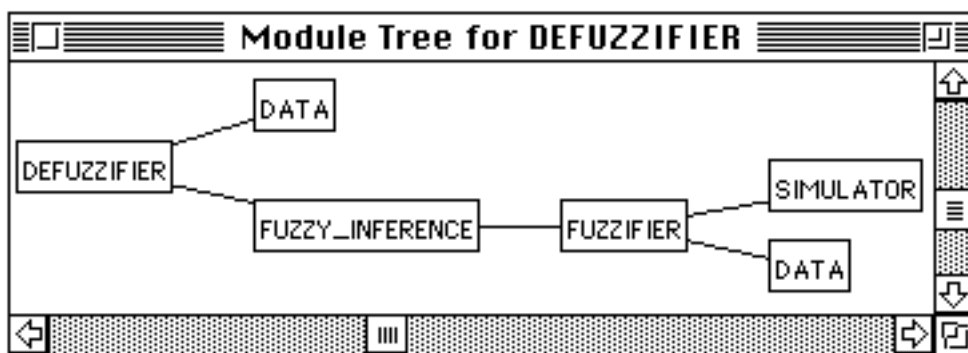 Module Tree for DEFUZZIFIER
DATA
DEFUZZIFIER
SIMULATOR
FUZZY_INFERENCE
FUZZIFIER
DATA